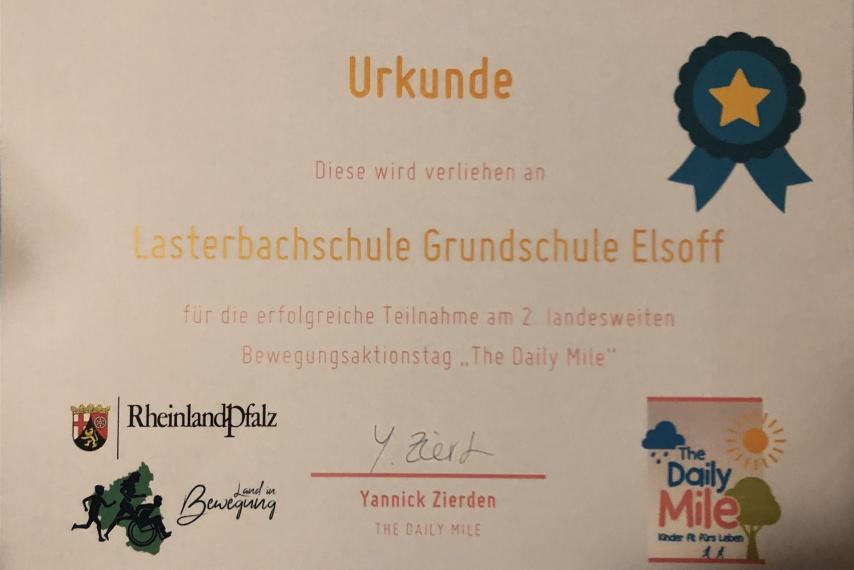 Urkunde
Diese wird verliehen an
Lasterbachschule Grundschule Elsoff
für die erfolgreiche Teilnahme am 2. landesweiten
Bewegungsaktionstag „The Daily Mile“
RheinlandPfalz
Land in
Bewegung
Y. Zierd
Yannick Zierden
THE DAILY MILE
The
Daily
Mile
Kinder fit fürs Leben